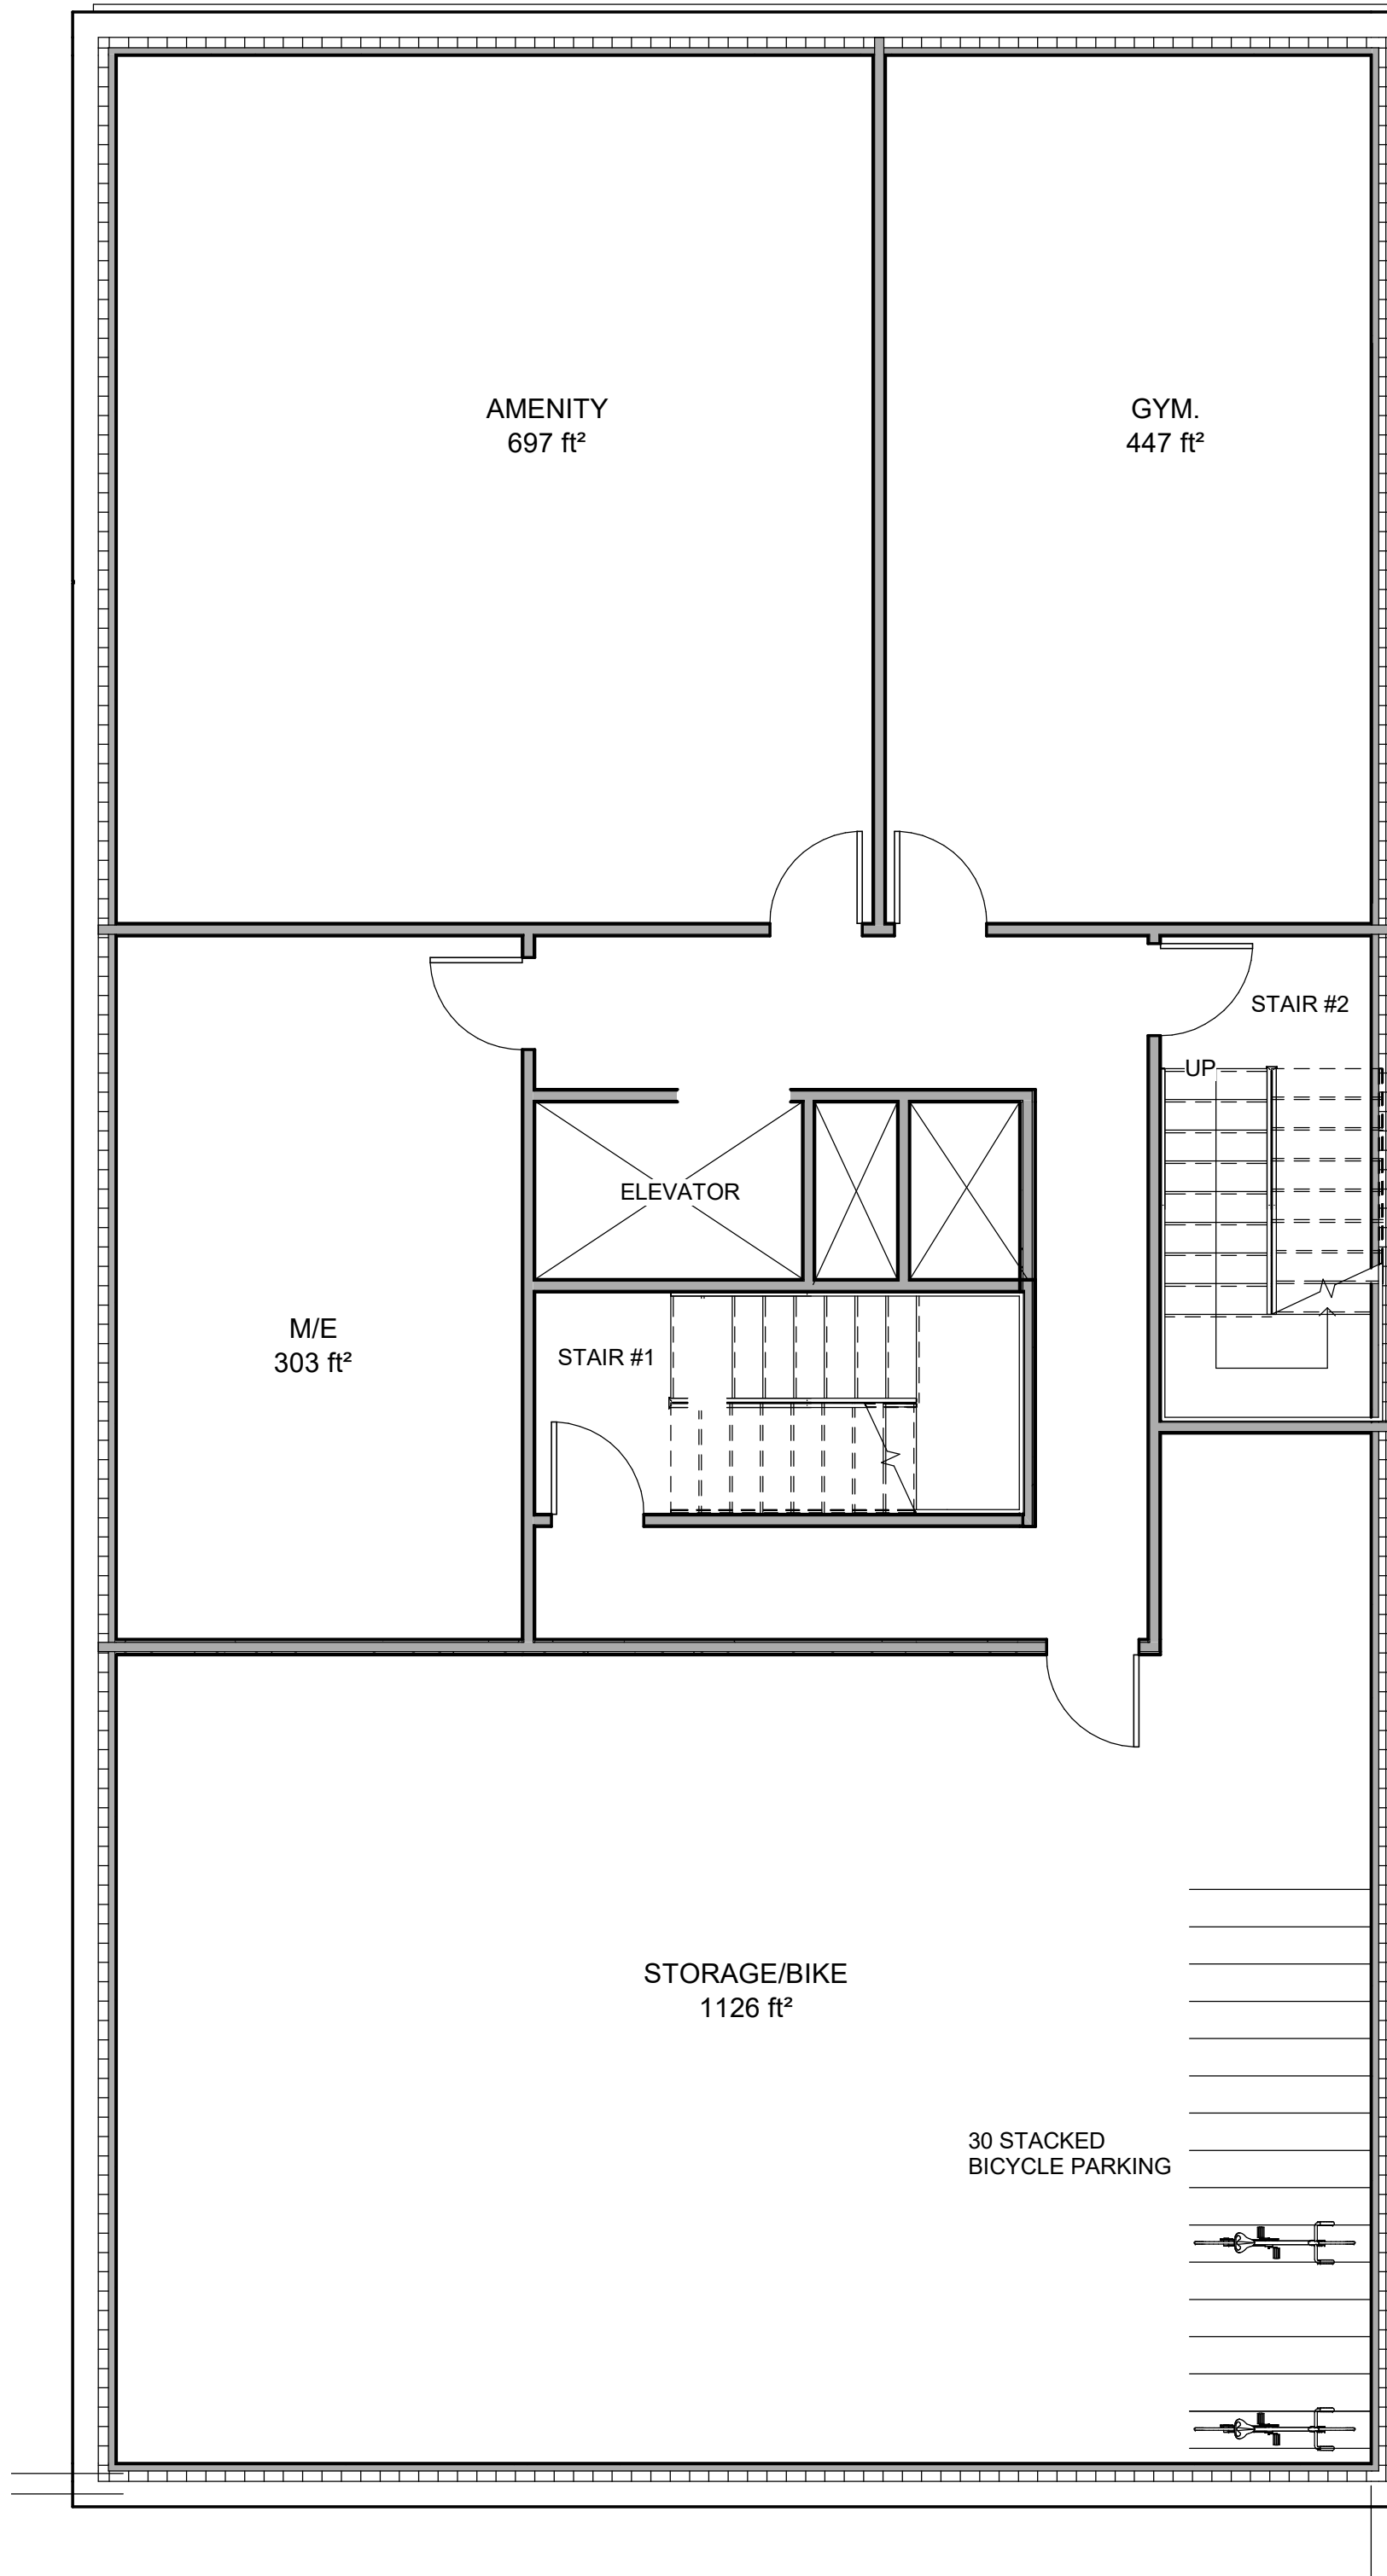 AMENITY
697 ft²
GYM.
447 ft²
STAIR #2
UP
ELEVATOR
M/E
303 ft²
STAIR #1
STORAGE/BIKE
1126 ft²
30 STACKED
BICYCLE PARKING